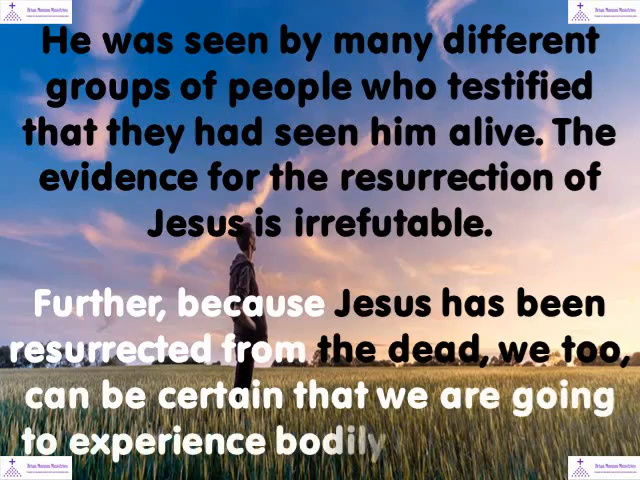 He was seen by many different
groups of people who testified
that they had seen him alive. The
evidence for the resurrection of
Jesus is irrefutable.
Further, because Jesus has been
resurrected from the dead, we too,
can be certain that we are going
to experience bodily